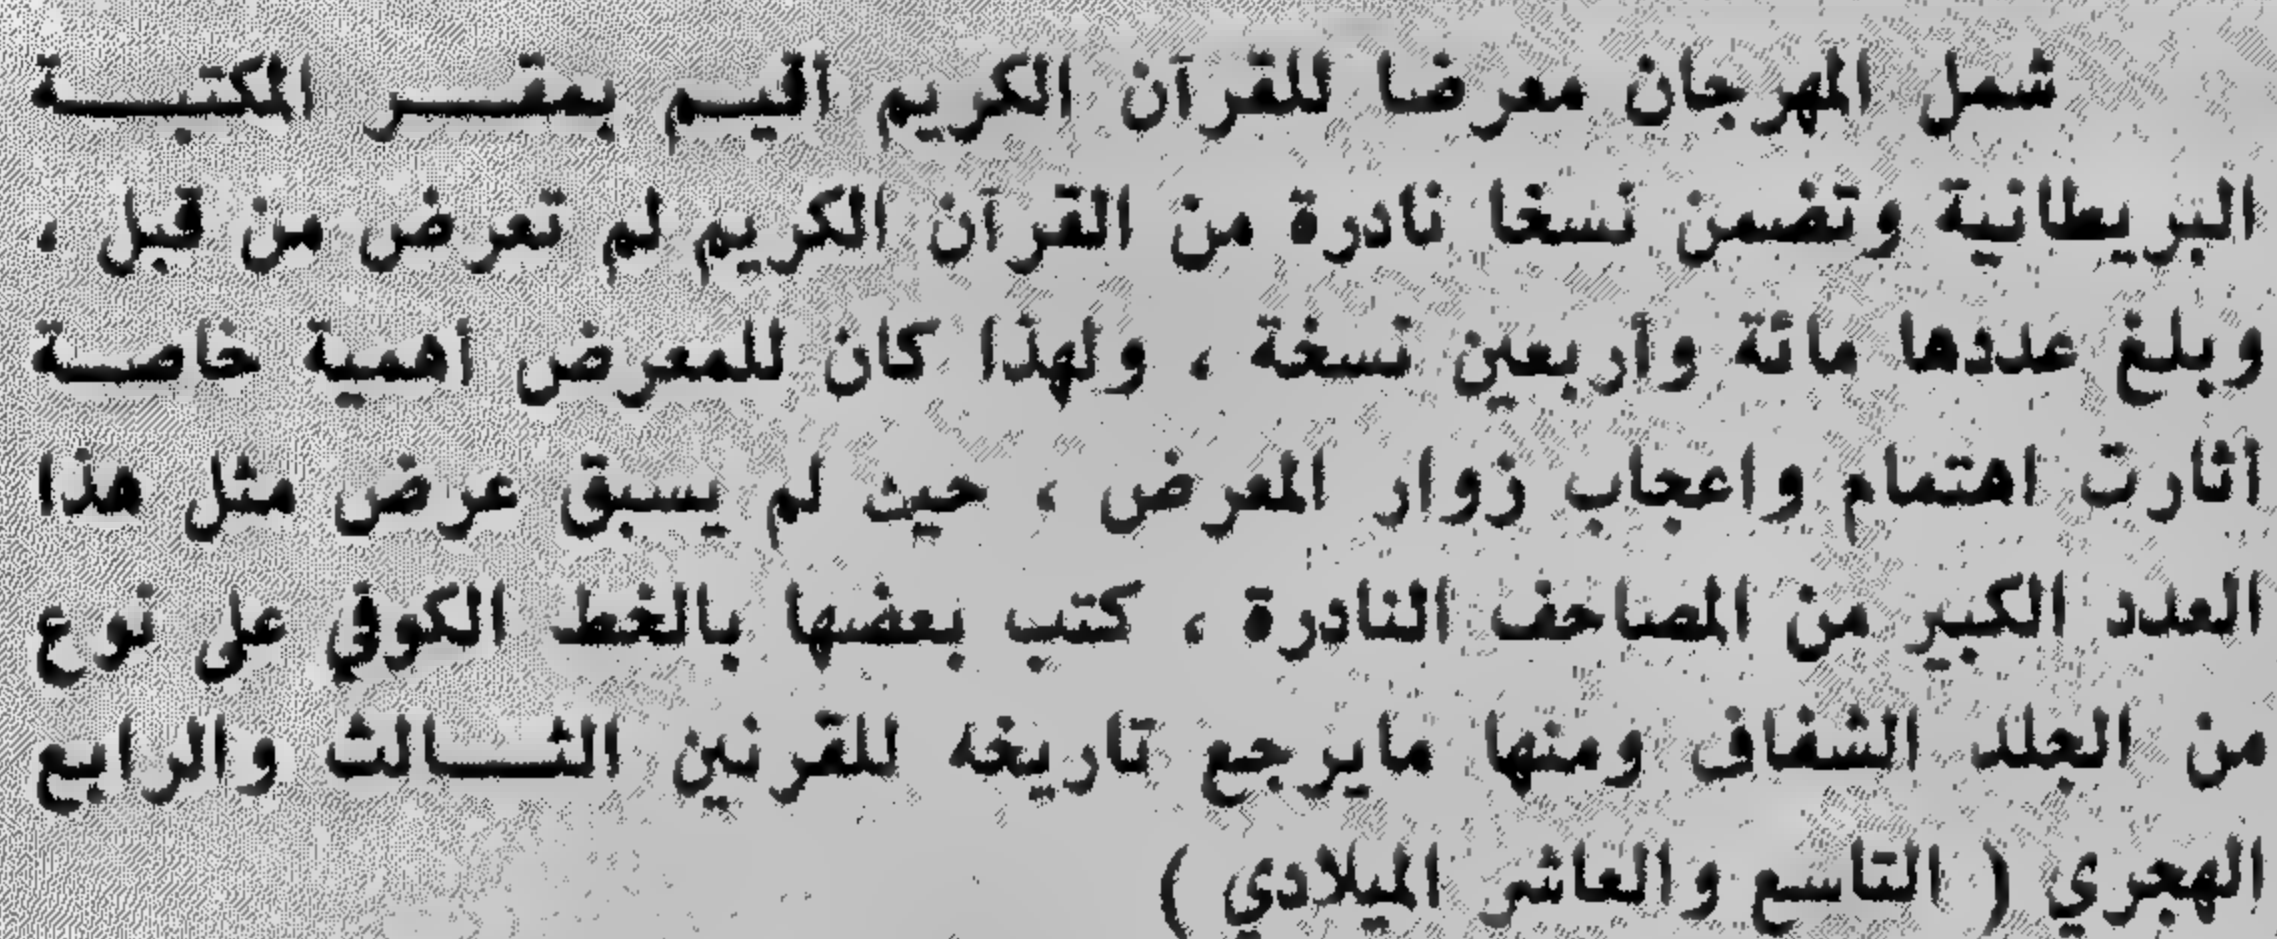 شمل المهرجان معرضا للقرآن الكريم أقيم بمقر المكتبة
البريطانية وتضمن نسخا نادرة من القرآن الكريم لم تعرض من قبل ،
وبلغ عددها مائة وأربعين نسخة ، ولهذا كان للمعرض أهمية خاصة
أثارت اهتمام واعجاب زوار المعرض ، حيث لم يسبق عرض مثل هذا
العدد الكبير من المصاحف النادرة ، كتب بعضها بالخط الكوفي على نوع
من الجلد الشفاف ومنها مايرجع تاريخه للقرنين الثالث والرابع
الهجري ( التاسع والعاشر الميلادي )